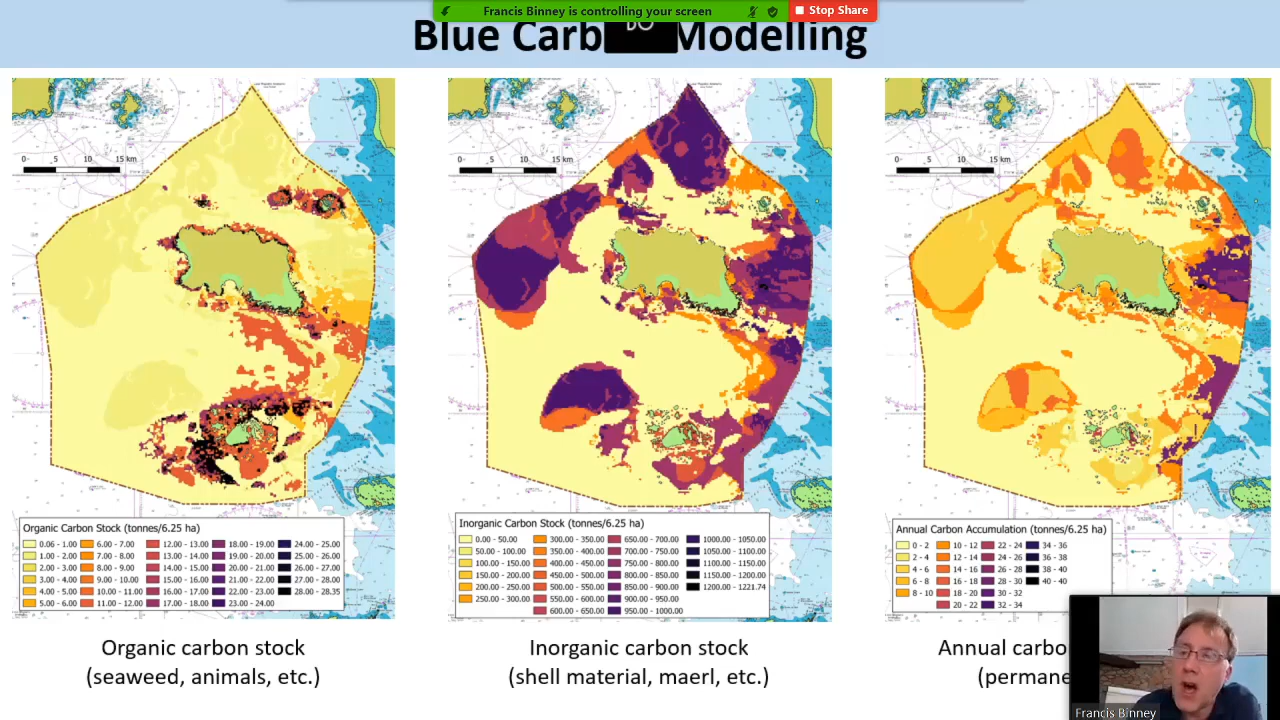 Francis Binney is controlling your screen
Stop Share
Blue Carb Modelling
0 5 10 15 km
0 5 10 15 km
0 5 10 15 km
Organic Carbon Stock (tonnes/6.25 ha)
0.06 - 1.00 6.00 - 7.00 12.00 - 13.00 18.00 - 19.00 24.00 - 25.00
1.00 - 2.00 7.00 - 8.00 13.00 - 14.00 19.00 - 20.00 25.00 - 26.00
2.00 - 3.00 8.00 - 9.00 14.00 - 15.00 20.00 - 21.00 26.00 - 27.00
3.00 - 4.00 9.00 - 10.00 15.00 - 16.00 21.00 - 22.00 27.00 - 28.00
4.00 - 5.00 10.00 - 11.00 16.00 - 17.00 22.00 - 23.00 28.00 - 28.35
5.00 - 6.00 11.00 - 12.00 17.00 - 18.00 23.00 - 24.00
Inorganic Carbon Stock (tonnes/6.25 ha)
0.00 - 50.00 300.00 - 350.00 650.00 - 700.00 1000.00 - 1050.00
50.00 - 100.00 350.00 - 400.00 700.00 - 750.00 1050.00 - 1100.00
100.00 - 150.00 400.00 - 450.00 750.00 - 800.00 1100.00 - 1150.00
150.00 - 200.00 450.00 - 500.00 800.00 - 850.00 1150.00 - 1200.00
200.00 - 250.00 500.00 - 550.00 850.00 - 900.00 1200.00 - 1221.74
250.00 - 300.00 550.00 - 600.00 900.00 - 950.00
600.00 - 650.00 950.00 - 1000.00
Annual Carbon Accumulation (tonnes/6.25 ha)
0 - 2 10 - 12 22 - 24 34 - 36
2 - 4 12 - 14 24 - 26 36 - 38
4 - 6 14 - 16 26 - 28 38 - 40
6 - 8 16 - 18 28 - 30 40 - 40
8 - 10 18 - 20 30 - 32
20 - 22 32 - 34
Organic carbon stock
(seaweed, animals, etc.)
Inorganic carbon stock
(shell material, maerl, etc.)
Annual carbo
(permane
Francis Binney